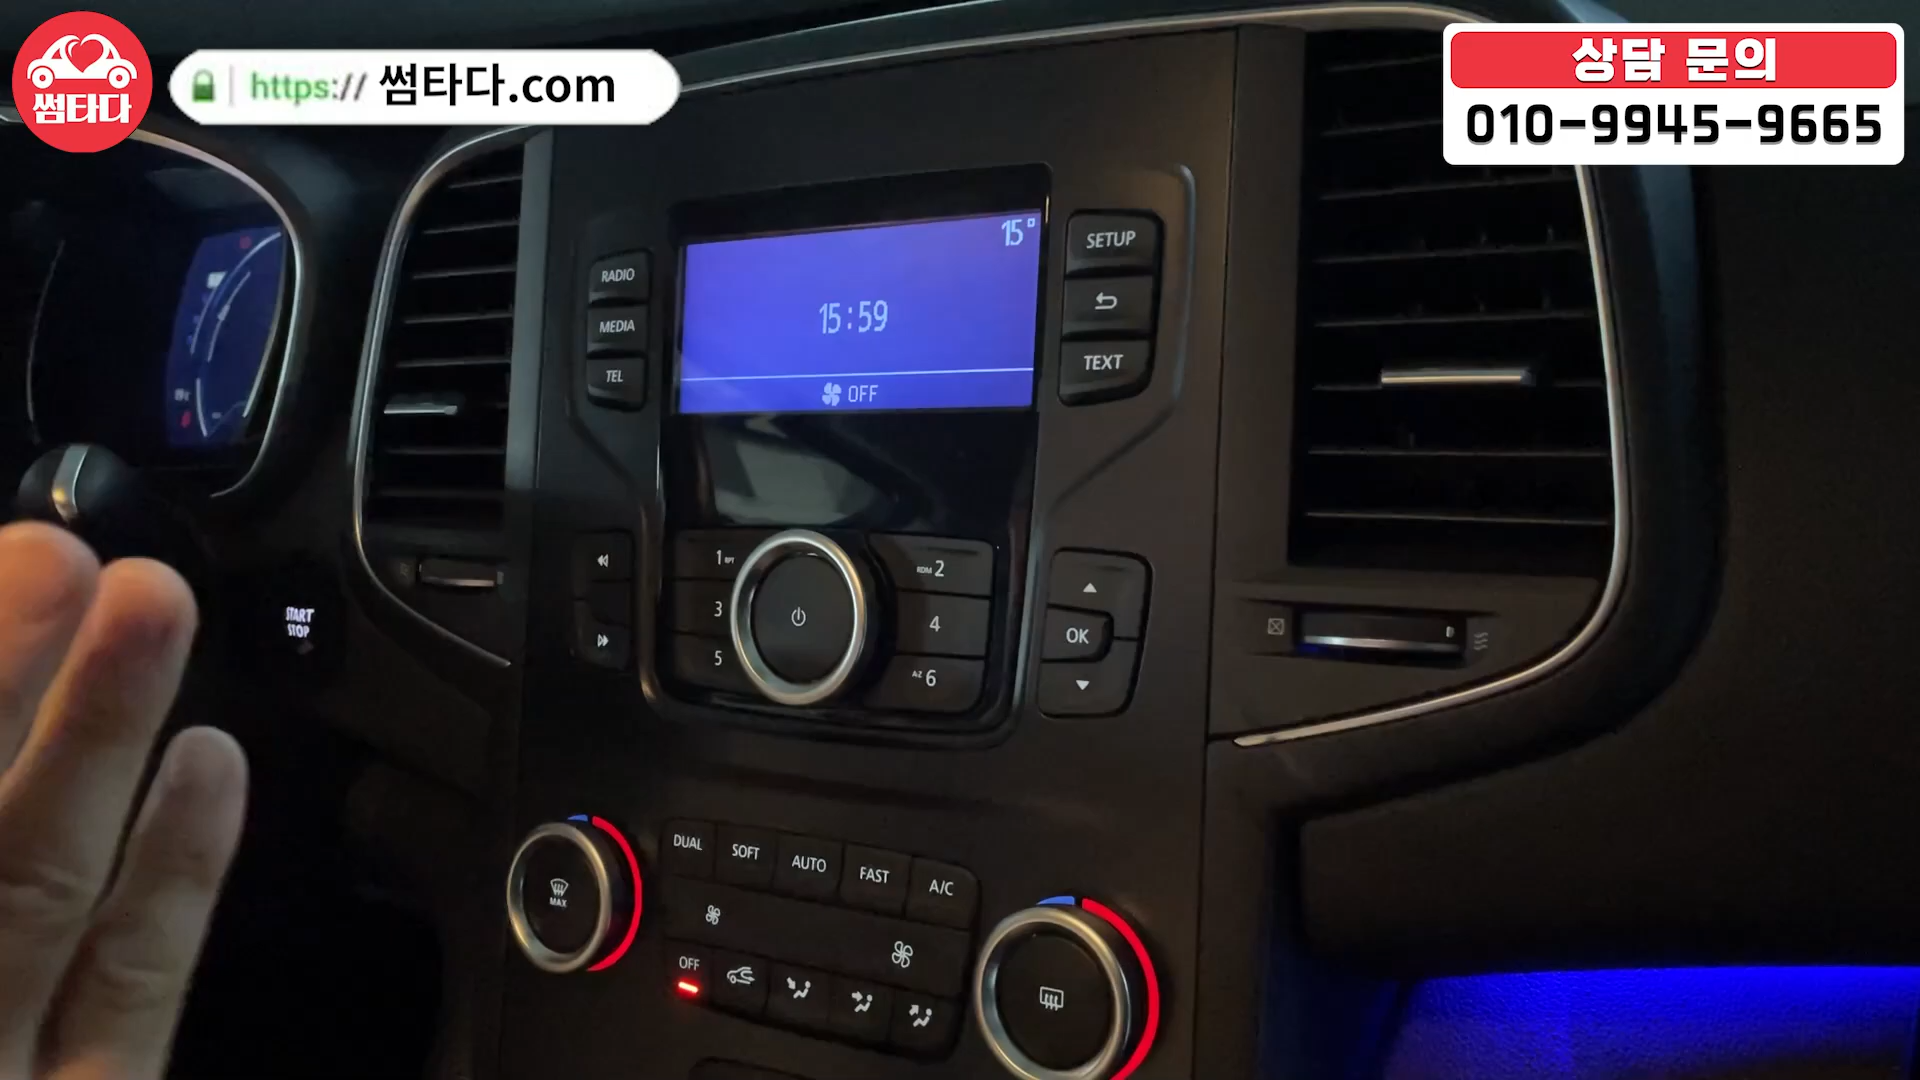 썸타다
https:// 썸타다.com
상담 문의
010-9945-9665
15°
15:59
OFF
RADIO
MEDIA
TEL
SETUP
TEXT
START
STOP
1 RPT
RDM 2
3
4
5
A-Z 6
OK
MAX
DUAL
SOFT
AUTO
FAST
A/C
OFF